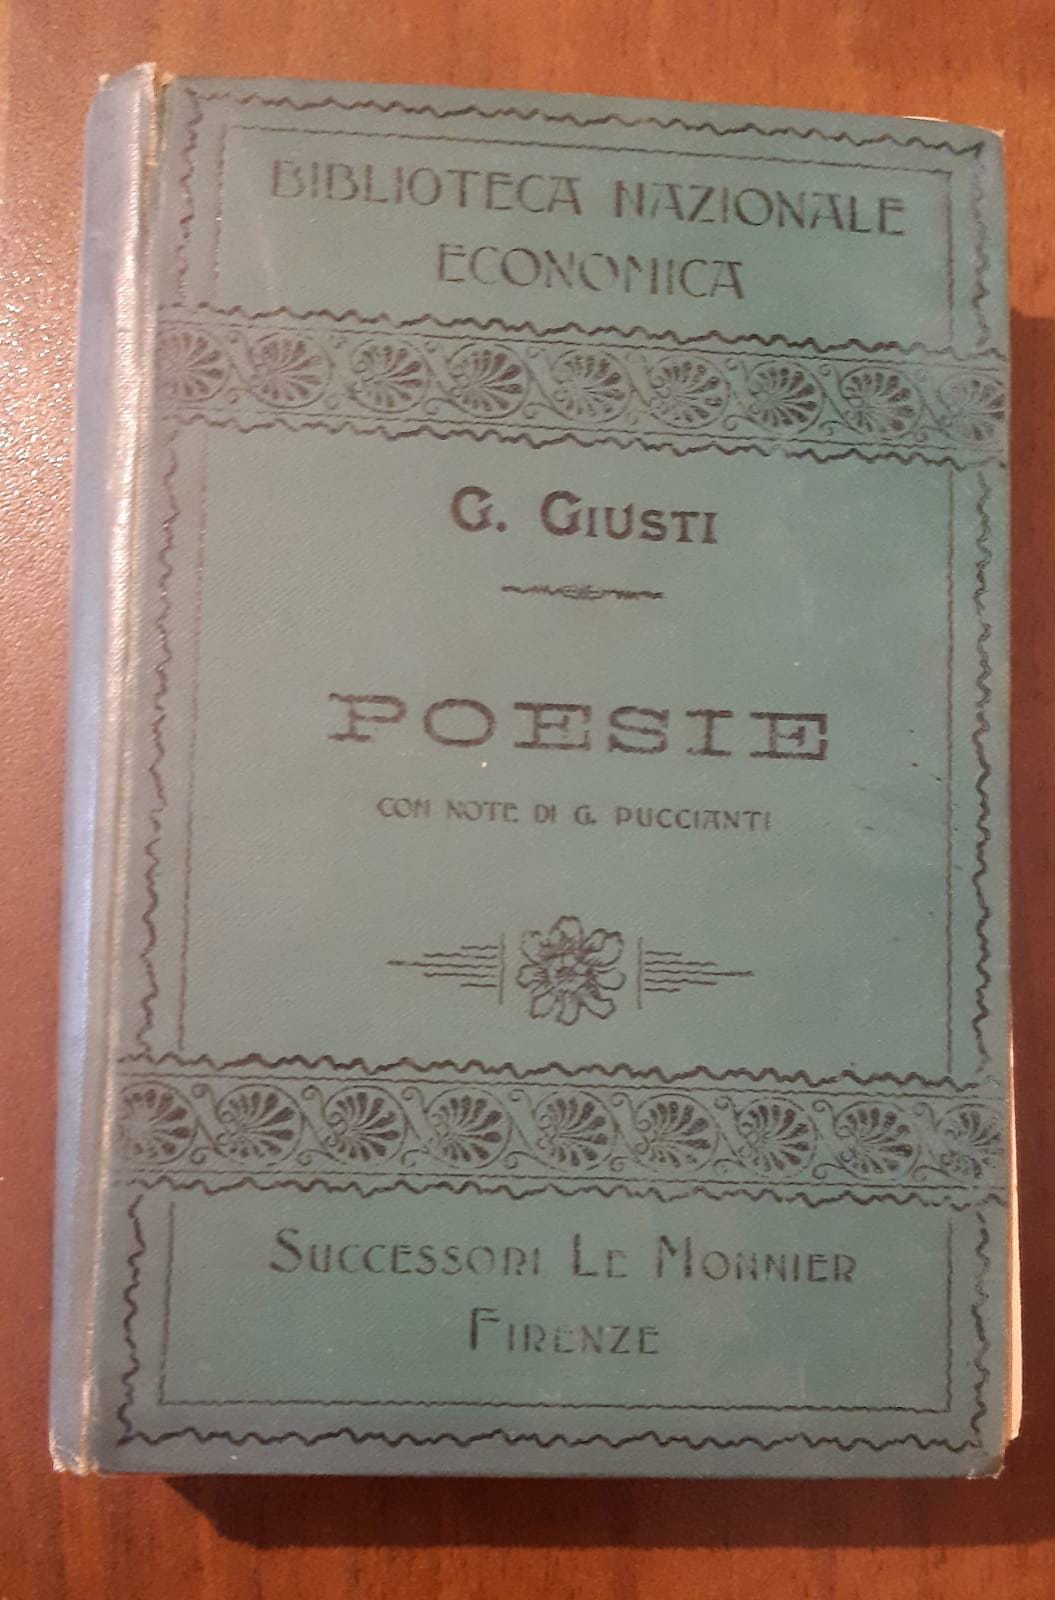 BIBLIOTECA NAZIONALE
ECONOMICA
G. GIUSTI
POESIE
CON NOTE DI G. PUCCIANTI
SUCCESSORI LE MONNIER
FIRENZE